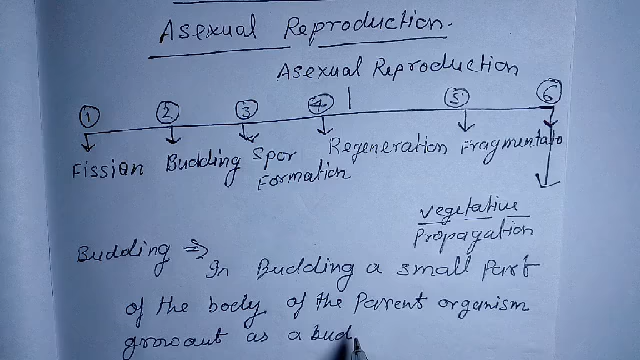 Asexual Reproduction.
Asexual Reproduction
1 2 3 4 5 6
Fission Budding Spor Formation Regeneration Fragmentatio
Vegetative
Propagation
Budding ⇒
In Budding a small Part
of the body of the Parent organism
growout as a bud